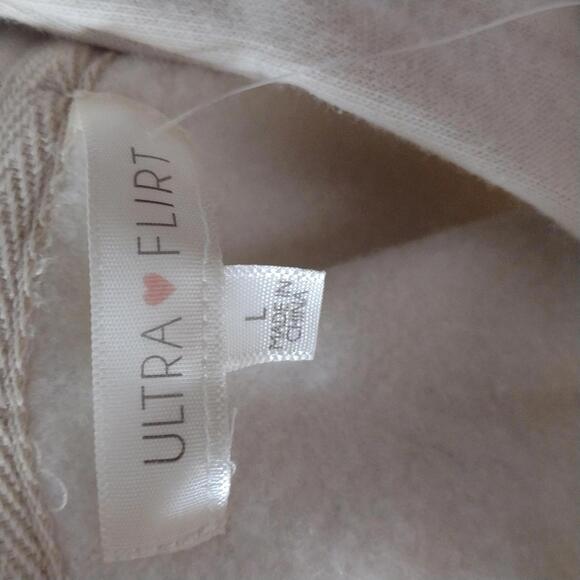 ULTRA ♥ FLIRT
L
MADE IN
CHINA